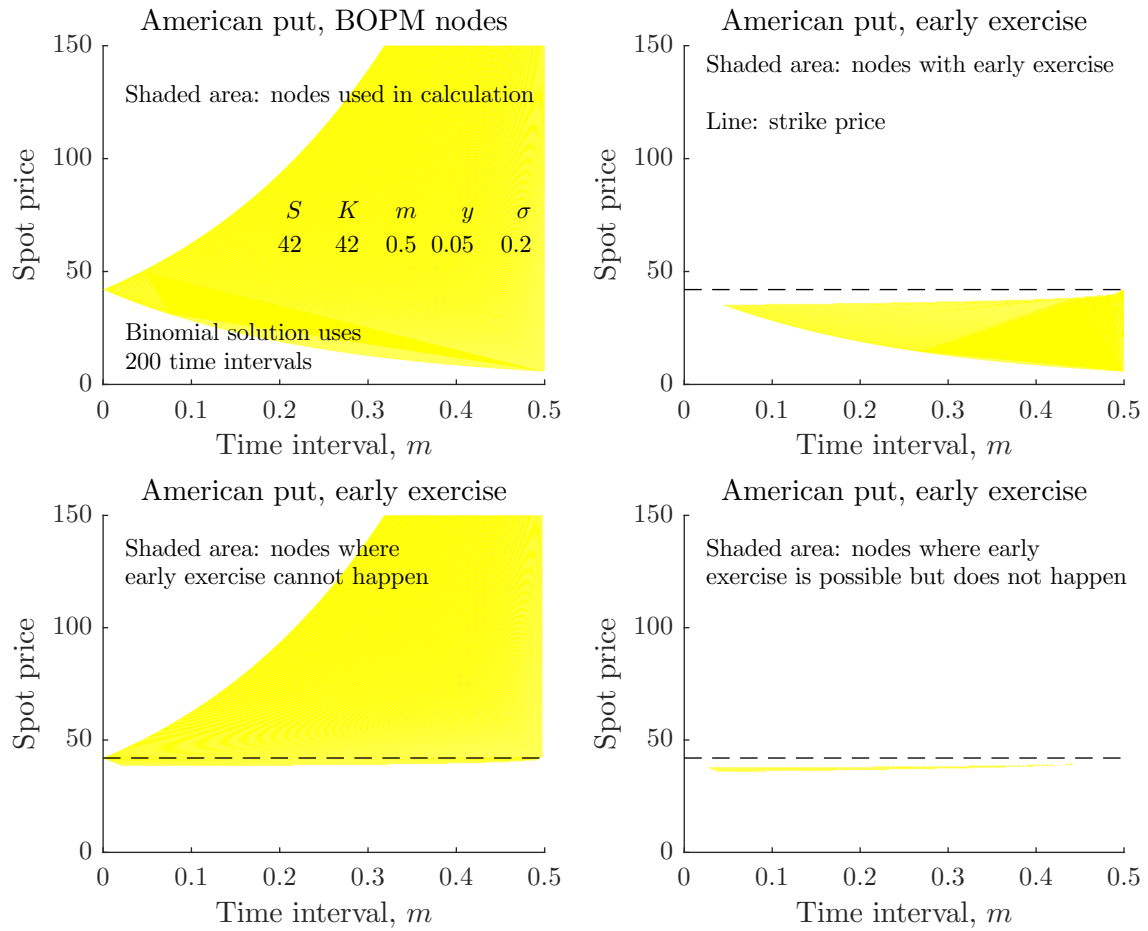 American put, BOPM nodes
150
100
50
0
Spot price
Shaded area: nodes used in calculation
S K m y σ
42 42 0.5 0.05 0.2
Binomial solution uses
200 time intervals
0 0.1 0.2 0.3 0.4 0.5
Time interval, m
American put, early exercise
150
100
50
0
Spot price
Shaded area: nodes with early exercise
Line: strike price
0 0.1 0.2 0.3 0.4 0.5
Time interval, m
American put, early exercise
150
100
50
0
Spot price
Shaded area: nodes where
early exercise cannot happen
0 0.1 0.2 0.3 0.4 0.5
Time interval, m
American put, early exercise
150
100
50
0
Spot price
Shaded area: nodes where early
exercise is possible but does not happen
0 0.1 0.2 0.3 0.4 0.5
Time interval, m